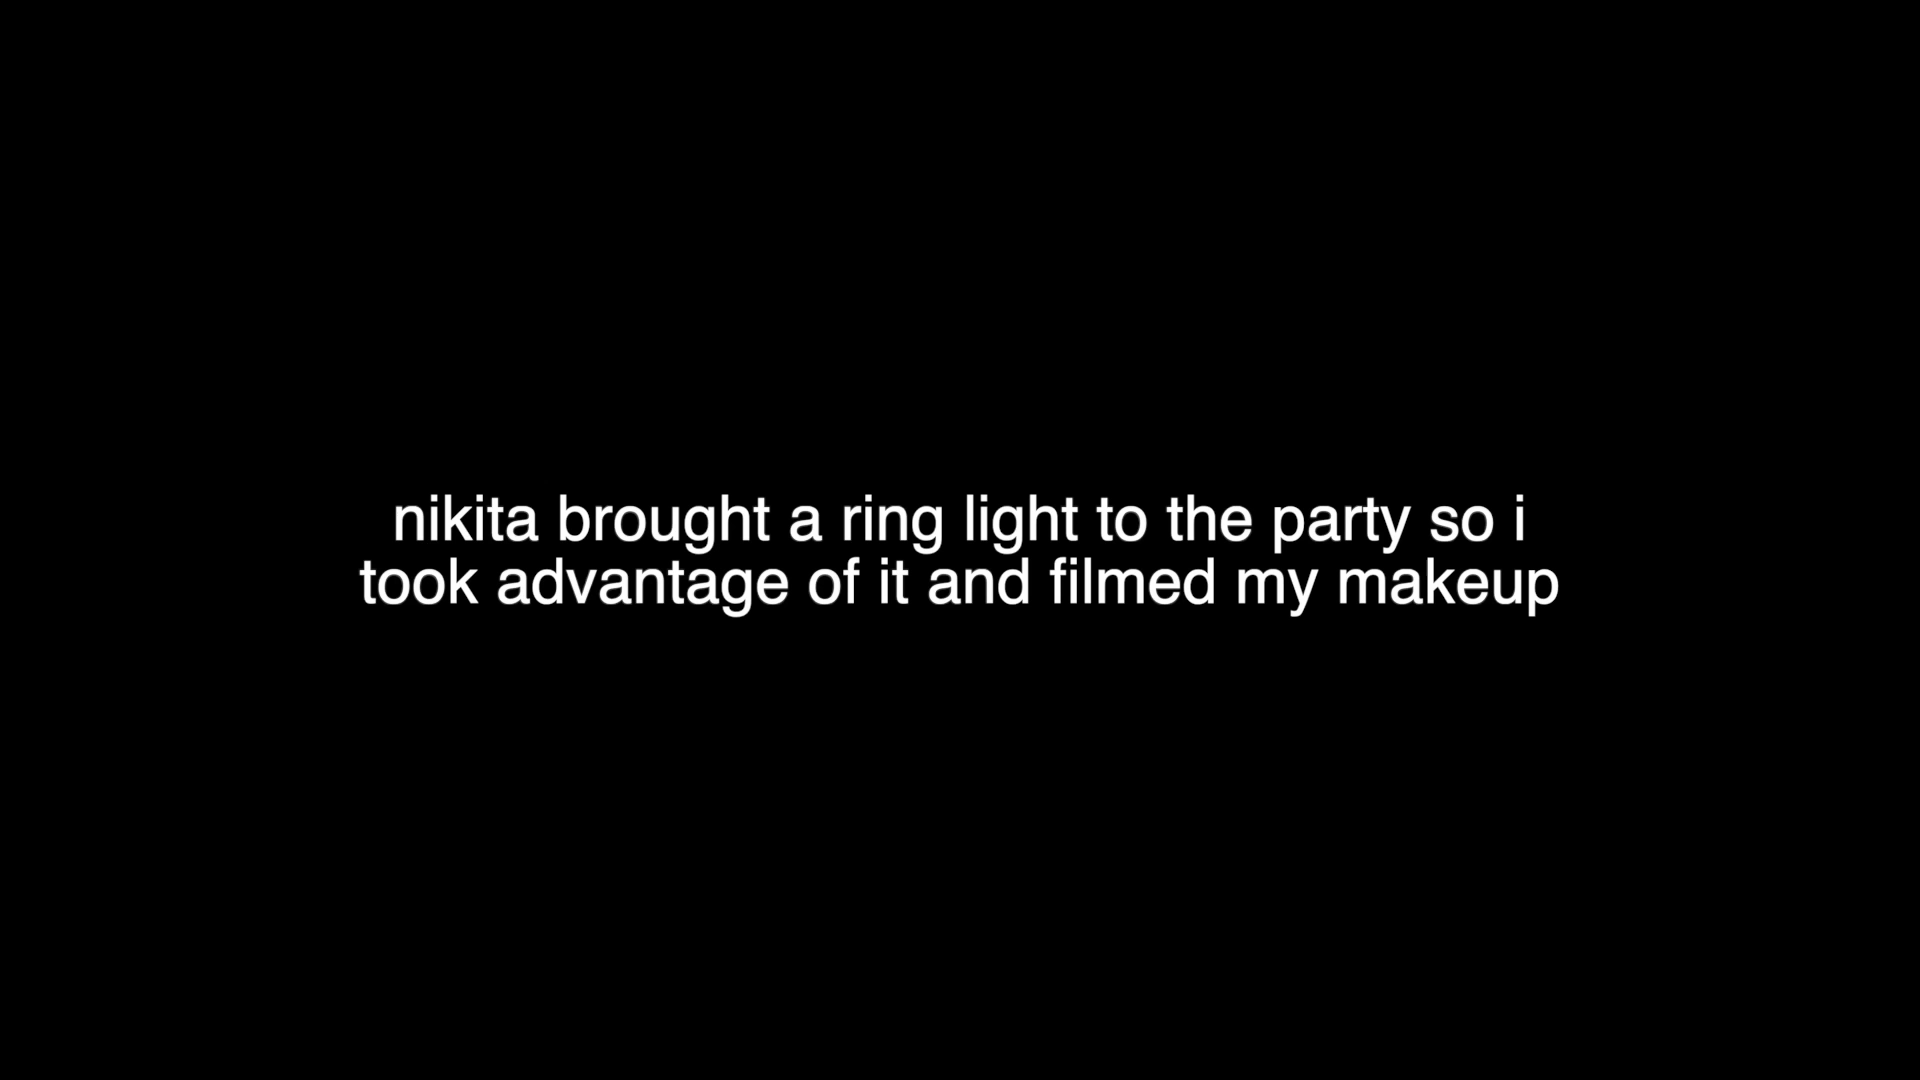 nikita brought a ring light to the party so i
took advantage of it and filmed my makeup